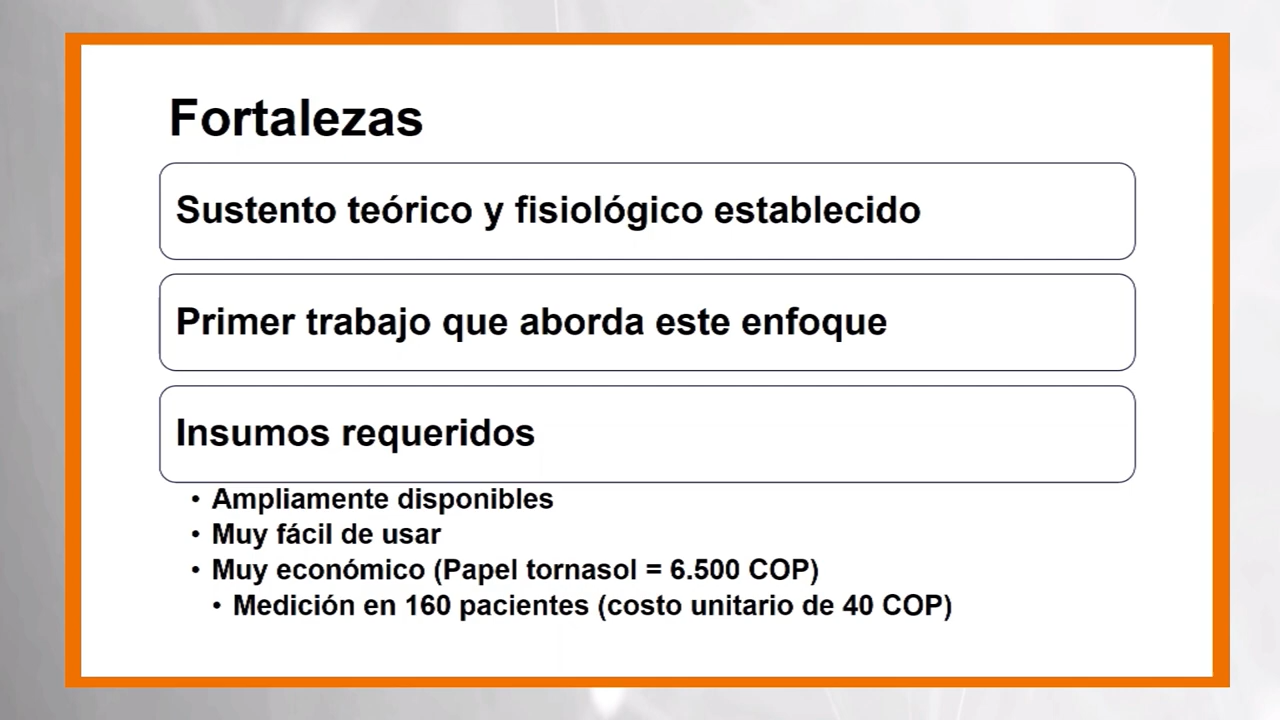 Fortalezas
Sustento teórico y fisiológico establecido
Primer trabajo que aborda este enfoque
Insumos requeridos
• Ampliamente disponibles
• Muy fácil de usar
• Muy económico (Papel tornasol = 6.500 COP)
• Medición en 160 pacientes (costo unitario de 40 COP)